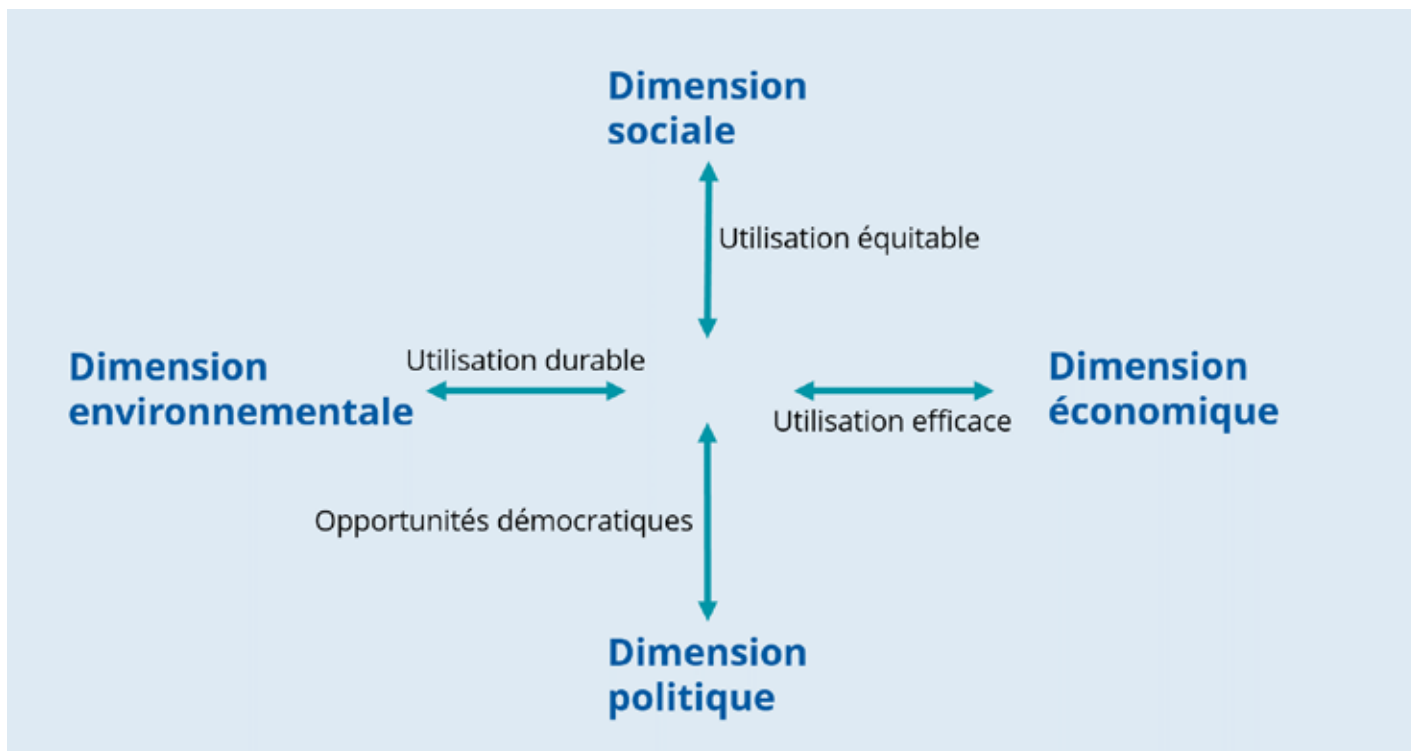 Dimension
sociale
Utilisation équitable
Dimension
environnementale
Utilisation durable
Utilisation efficace
Dimension
économique
Opportunités démocratiques
Dimension
politique